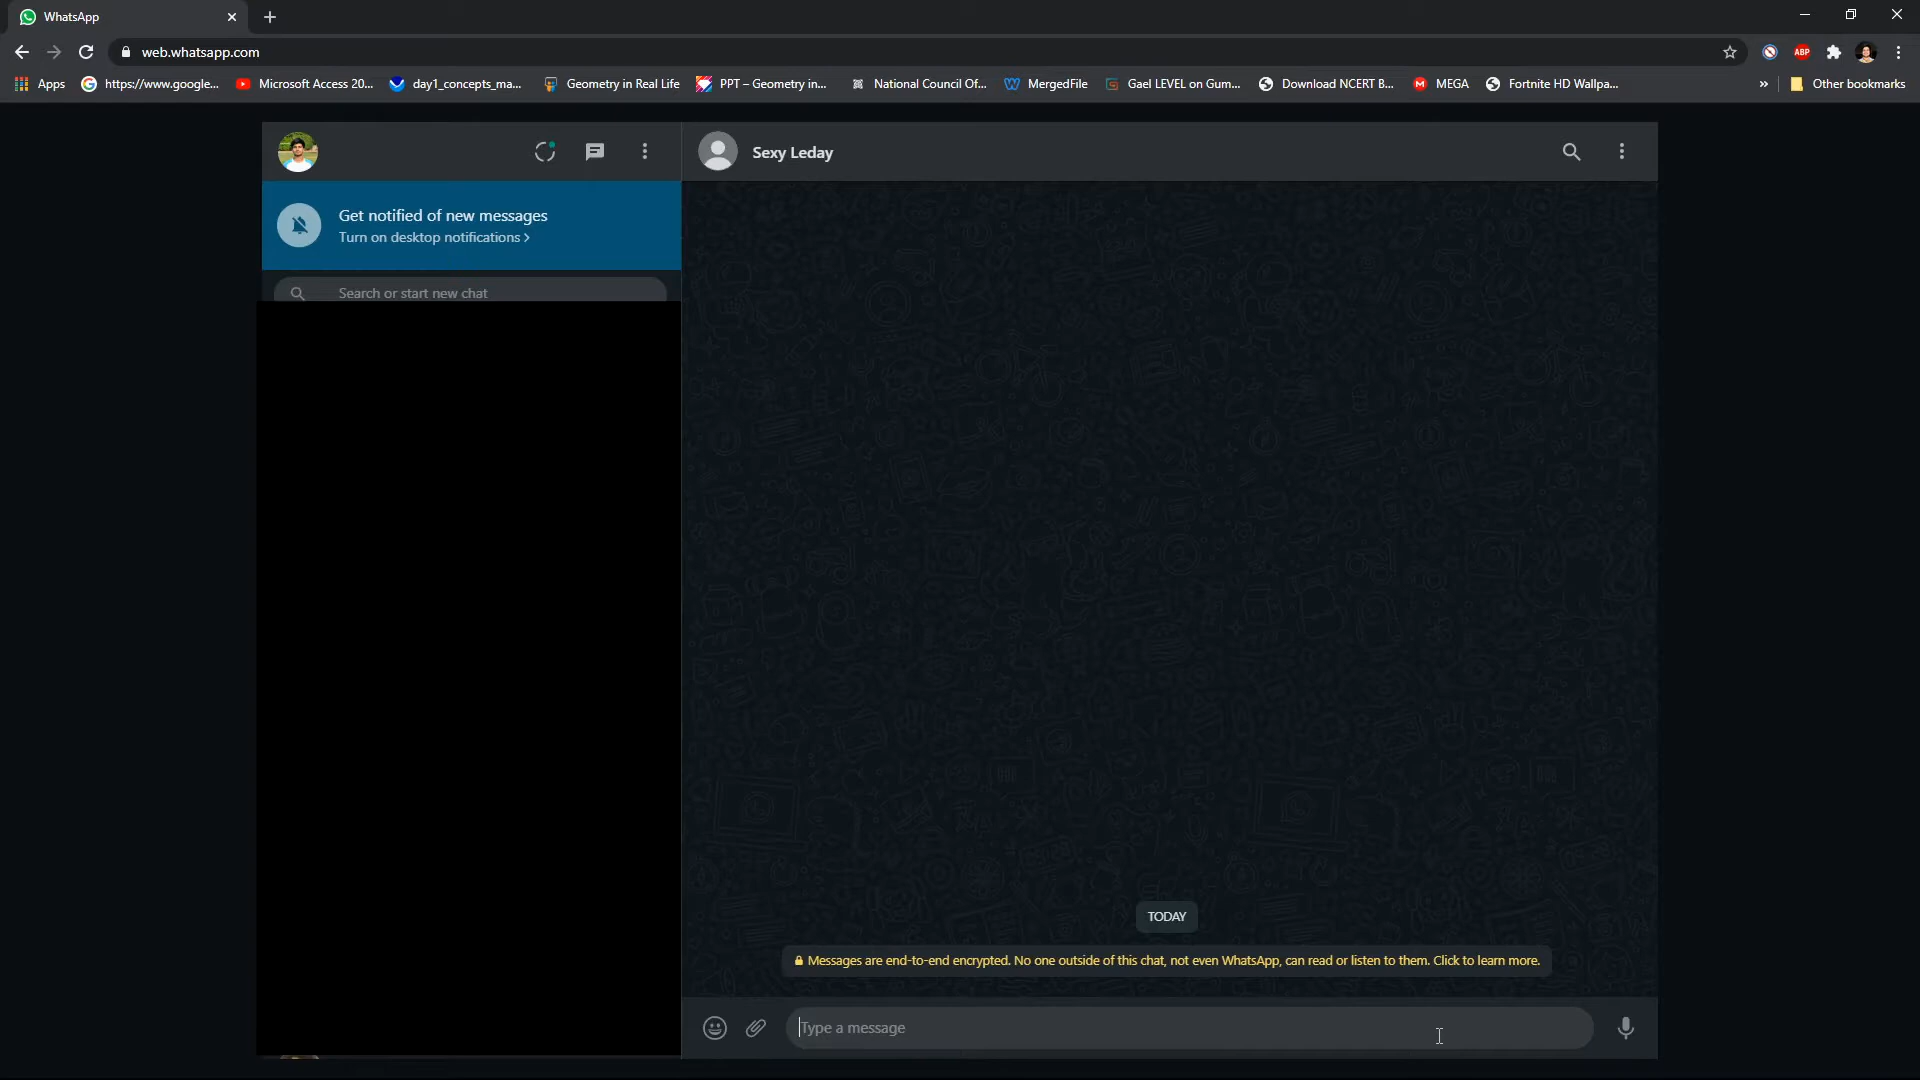 WhatsApp
web.whatsapp.com
ABP
Apps
https://www.google...
Microsoft Access 20...
day1_concepts_ma...
Geometry in Real Life
PPT – Geometry in...
National Council Of...
MergedFile
Gael LEVEL on Gum...
Download NCERT B...
MEGA
Fortnite HD Wallpa...
»
Other bookmarks
Sexy Leday
Get notified of new messages
Turn on desktop notifications >
Search or start new chat
TODAY
Messages are end-to-end encrypted. No one outside of this chat, not even WhatsApp, can read or listen to them. Click to learn more.
Type a message